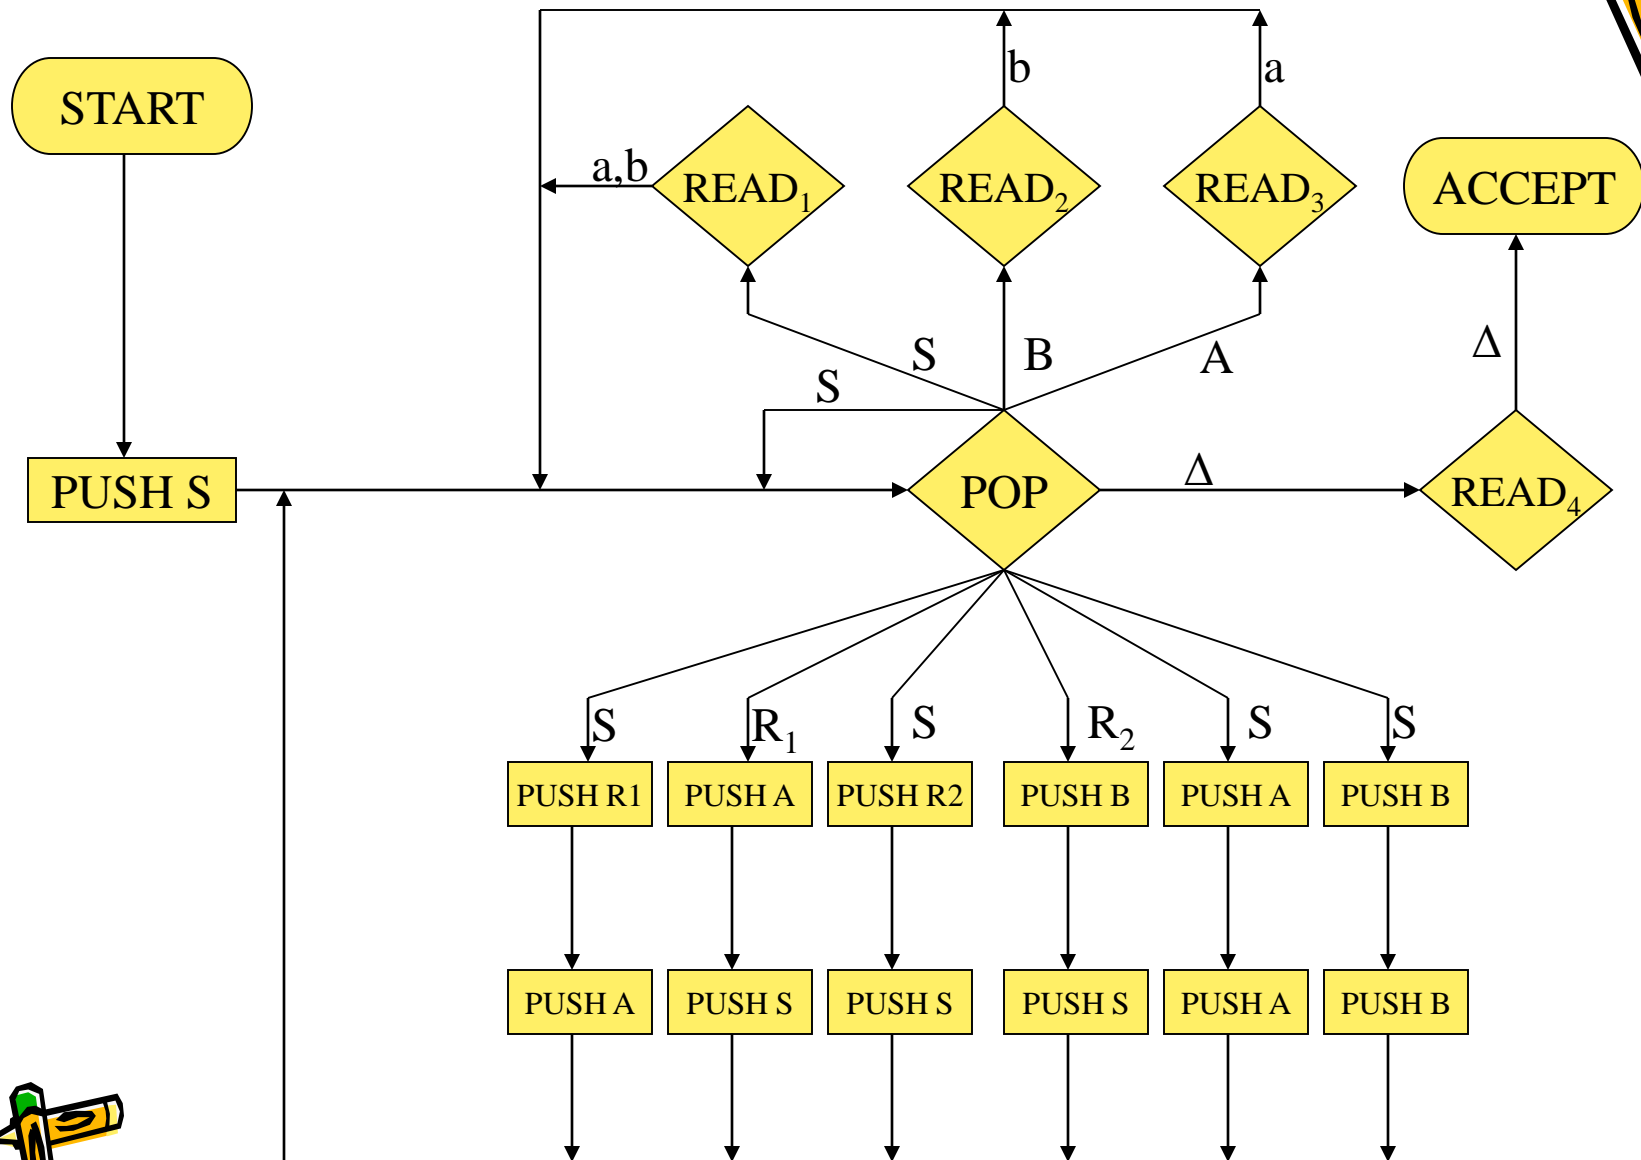 b
a
START
a,b
READ₁
READ₂
READ₃
ACCEPT
S
B
A
Δ
S
PUSH S
POP
Δ
READ₄
S
R₁
S
R₂
S
S
PUSH R1
PUSH A
PUSH R2
PUSH B
PUSH A
PUSH B
PUSH A
PUSH S
PUSH S
PUSH S
PUSH A
PUSH B